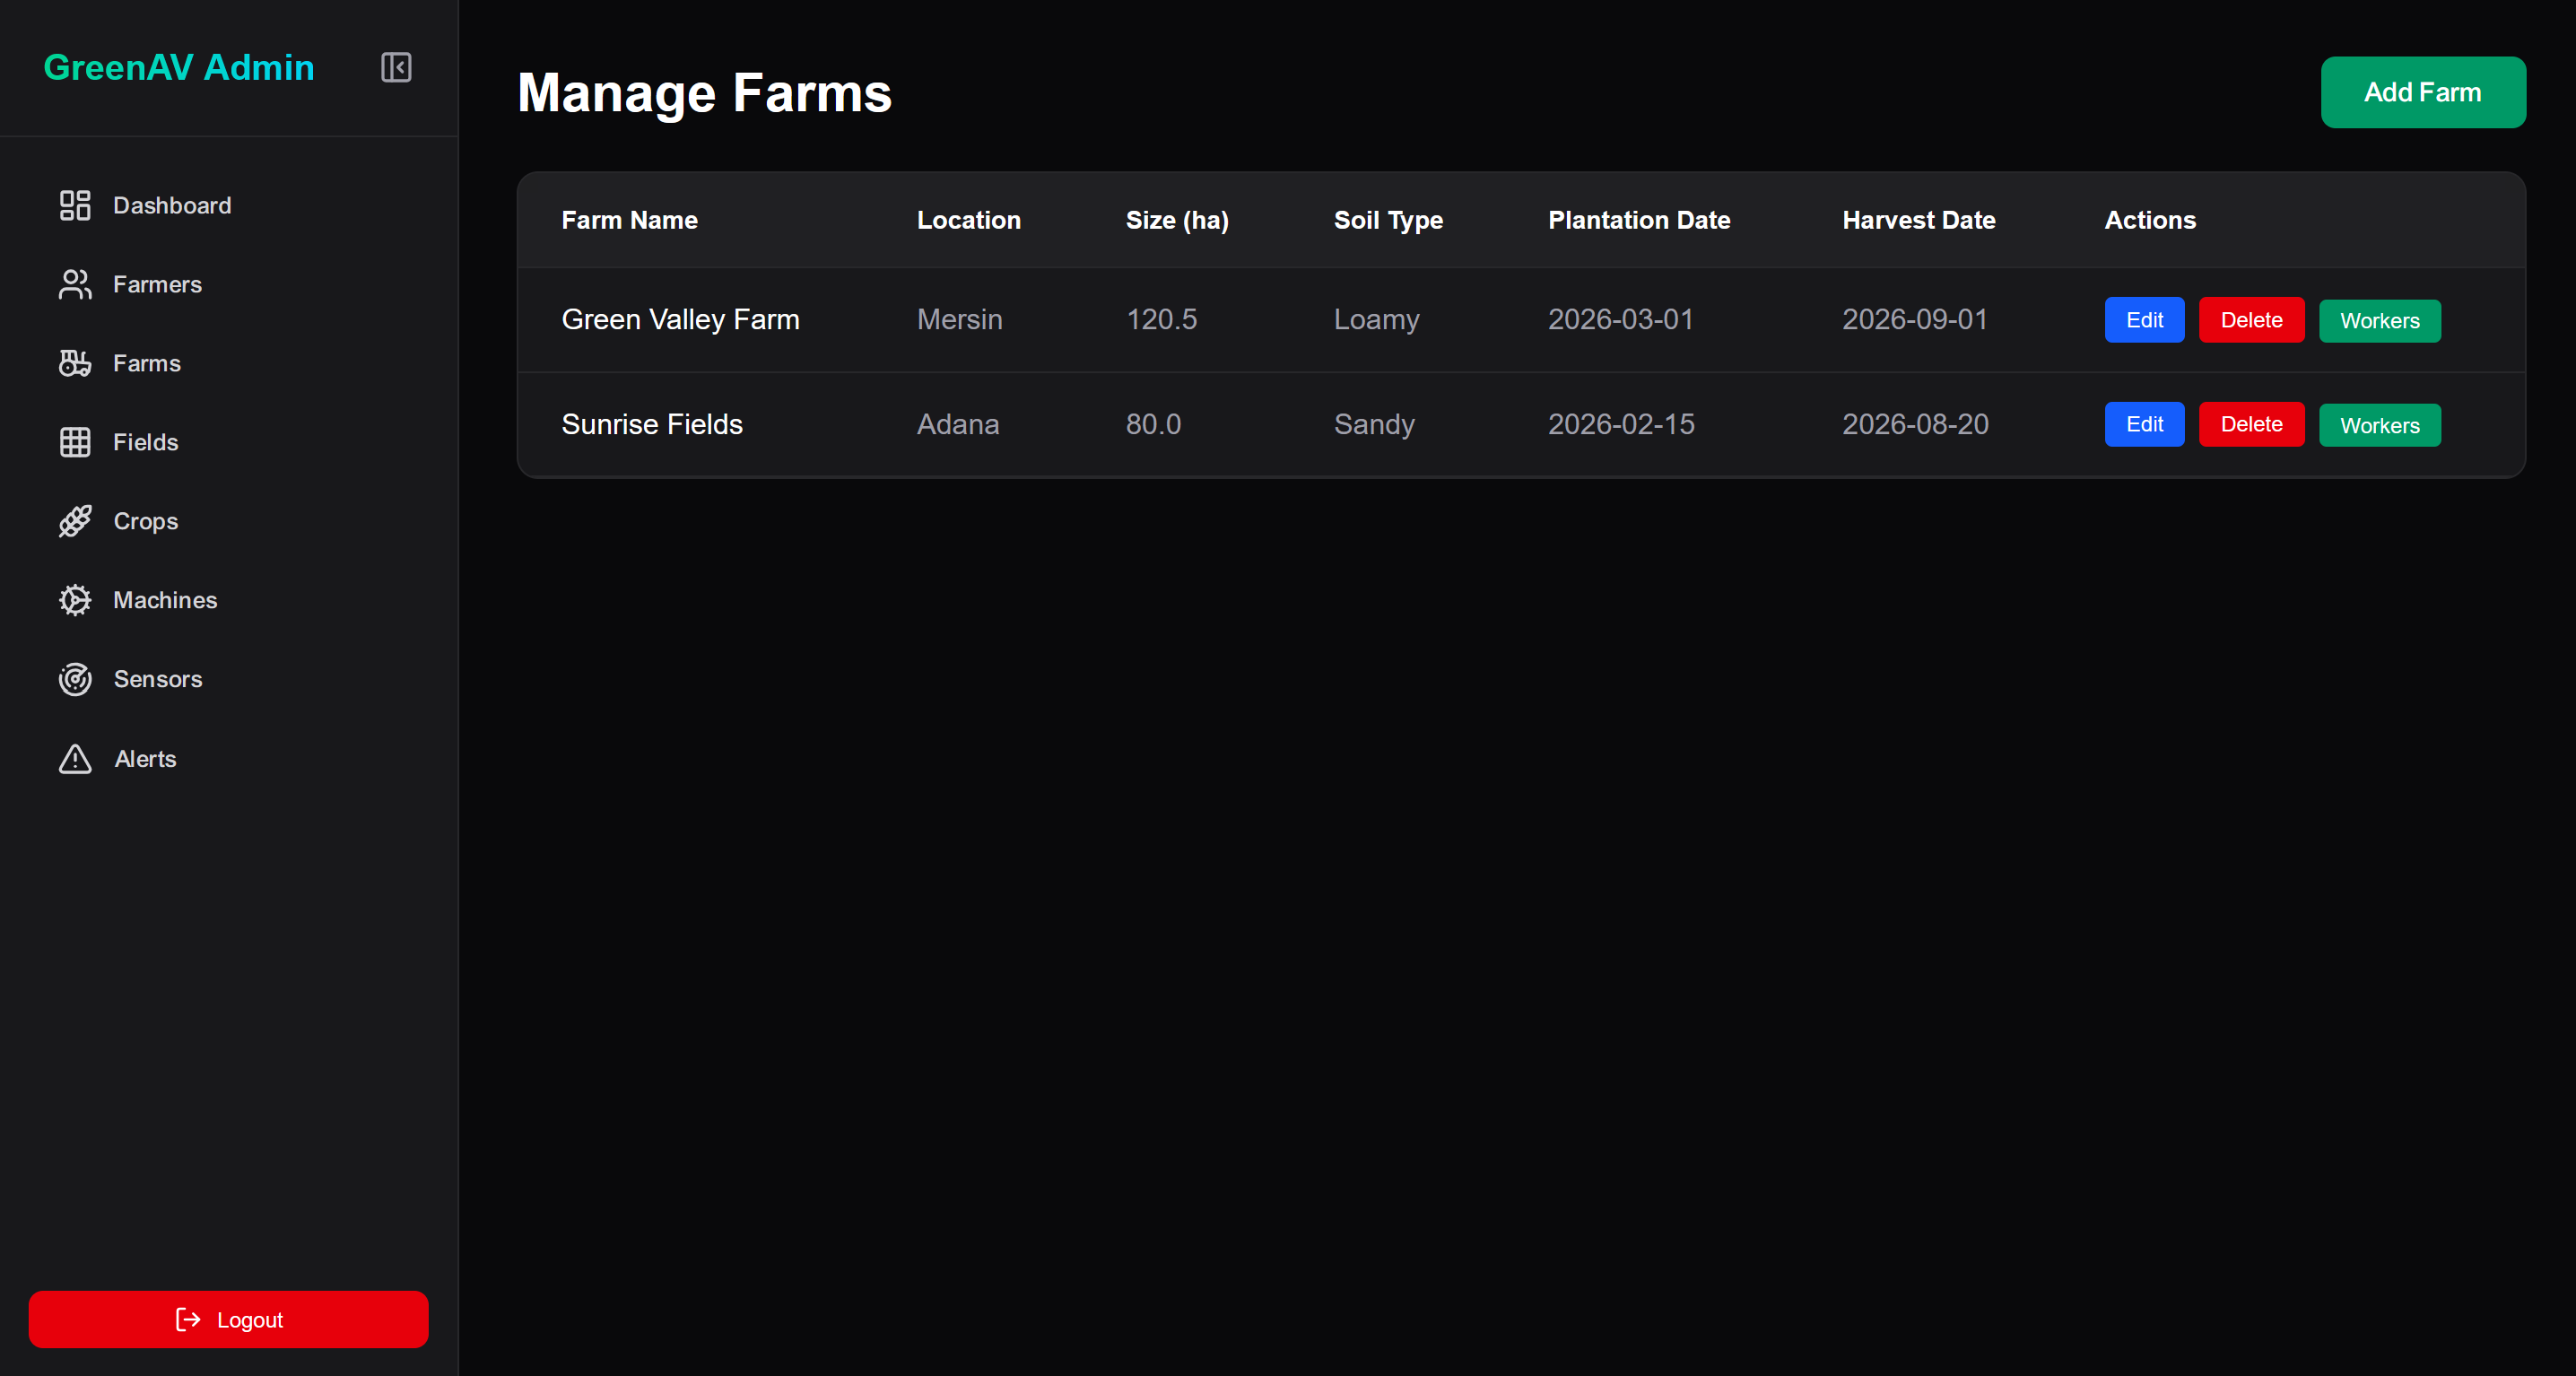 GreenAV Admin
Dashboard
Farmers
Farms
Fields
Crops
Machines
Sensors
Alerts
Logout
Manage Farms
Add Farm
Farm Name Location Size (ha) Soil Type Plantation Date Harvest Date Actions
Green Valley Farm Mersin 120.5 Loamy 2026-03-01 2026-09-01 Edit Delete Workers
Sunrise Fields Adana 80.0 Sandy 2026-02-15 2026-08-20 Edit Delete Workers